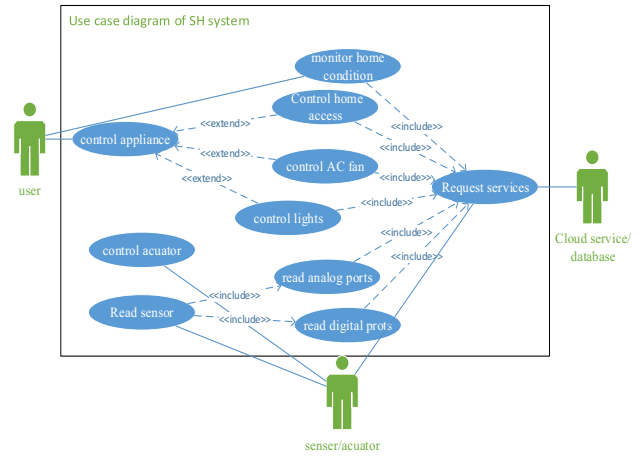 Use case diagram of SH system
monitor home
condition
Control home
access
<<extend>>
<<include>>
user
control appliance
<<include>>
<<extend>>
control AC fan
<<include>>
Request services
<<extend>>
<<include>>
control lights
Cloud service/
database
control acuator
<<include>>
<<include>>
read analog ports
<<include>>
Read sensor
<<include>>
read digital prots
senser/acuator